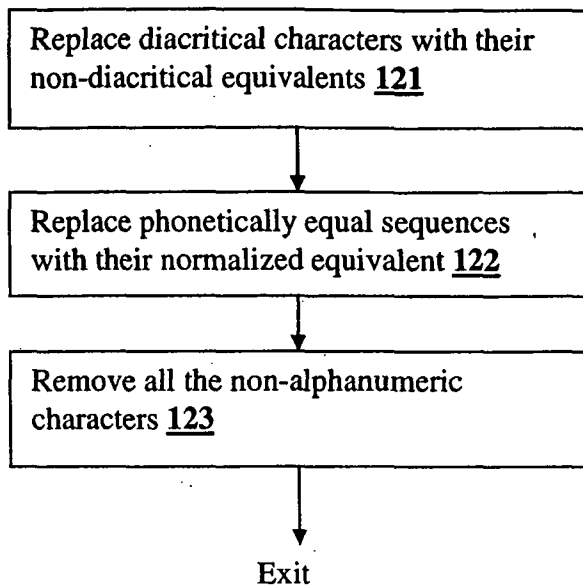 Replace diacritical characters with their
non-diacritical equivalents 121
Replace phonetically equal sequences
with their normalized equivalent 122
Remove all the non-alphanumeric
characters 123
Exit